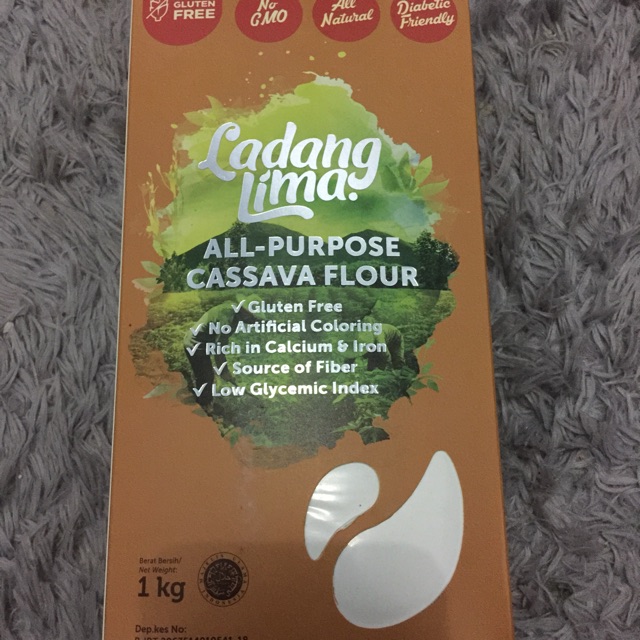 GLUTEN
FREE
No
GMO
All
Natural
Diabetic
Friendly
Ladang
Lima.
ALL-PURPOSE
CASSAVA FLOUR
✓ Gluten Free
✓ No Artificial Coloring
✓ Rich in Calcium & Iron
✓ Source of Fiber
✓ Low Glycemic Index
Berat Bersih/
Net Weight:
1 kg
Dep.kes No: